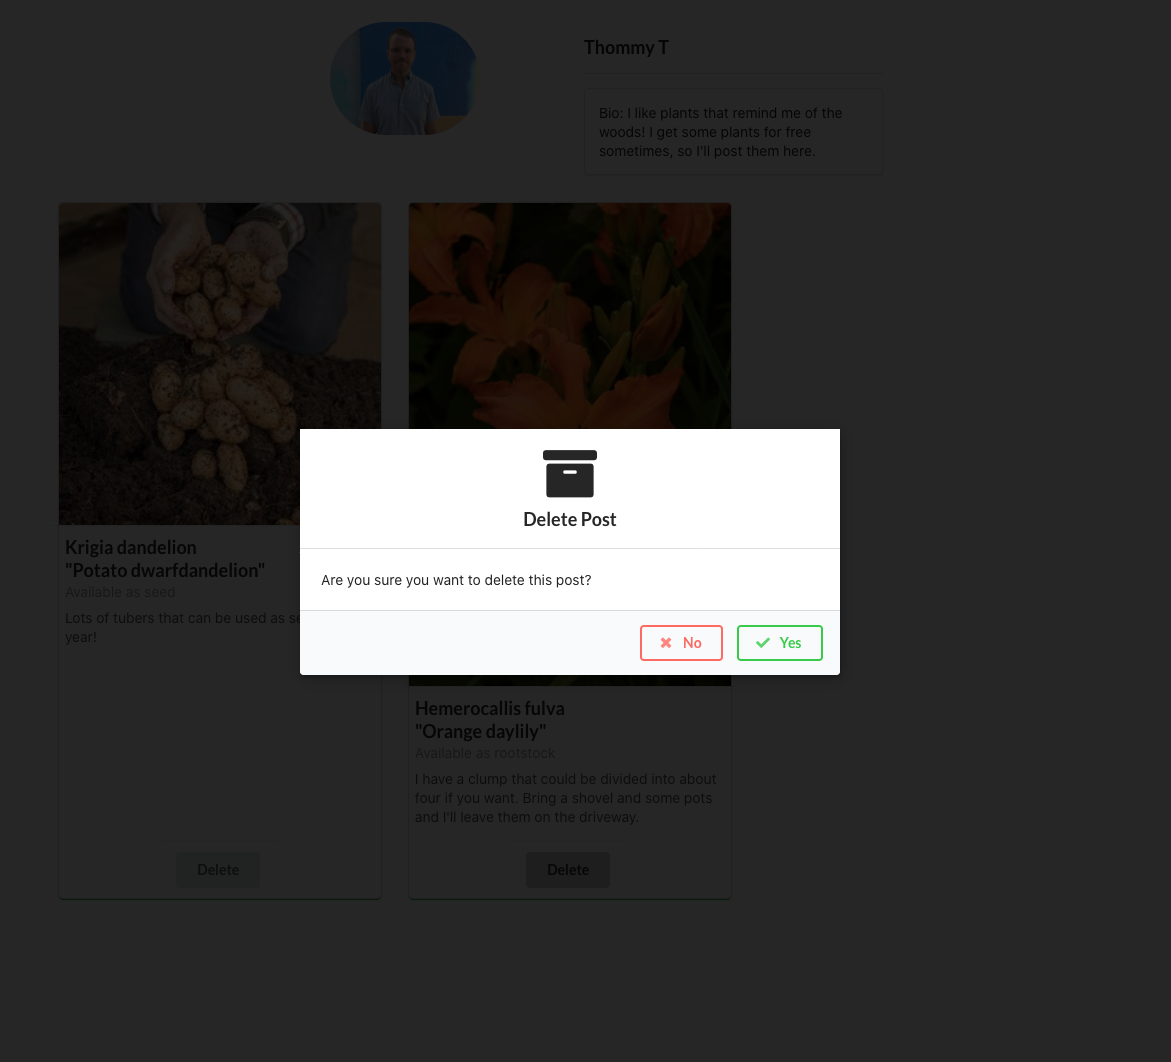 Thommy T
Bio: I like plants that remind me of the
woods! I get some plants for free
sometimes, so I'll post them here.
Delete Post
Are you sure you want to delete this post?
No
Yes
Krigia dandelion
"Potato dwarfdandelion"
Available as seed
Lots of tubers that can be used as
year!
Delete
Hemerocallis fulva
"Orange daylily"
Available as rootstock
I have a clump that could be divided into about
four if you want. Bring a shovel and some pots
and I'll leave them on the driveway.
Delete